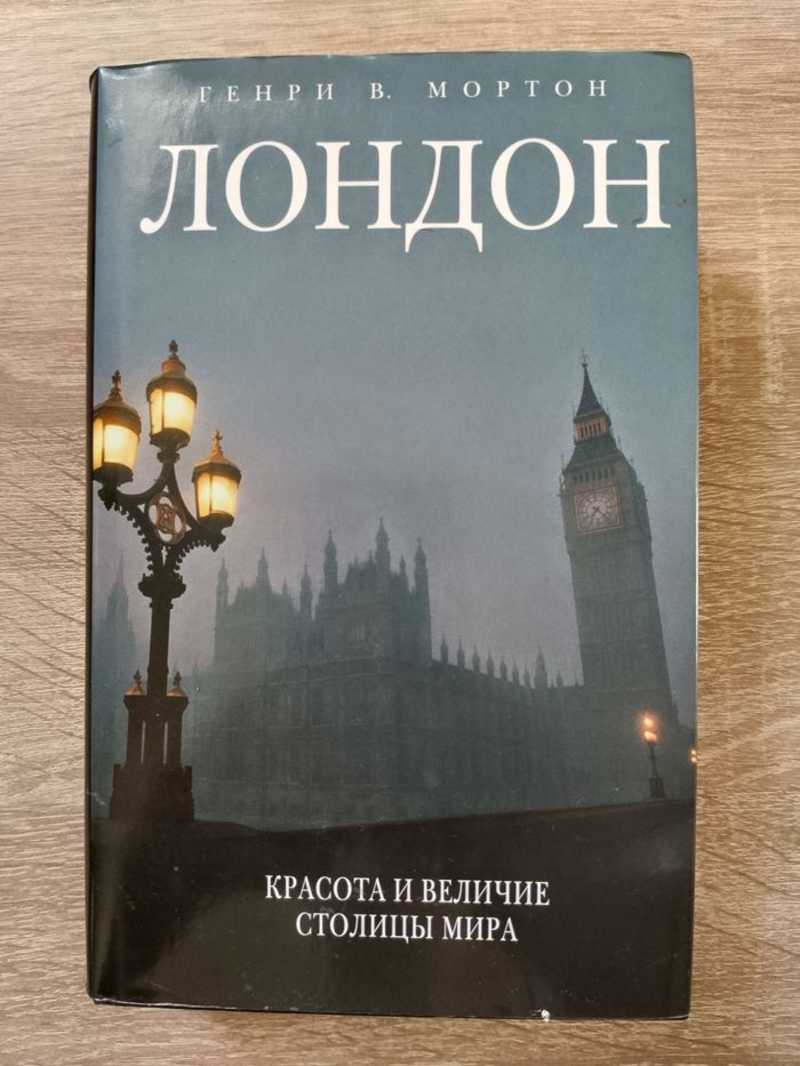 ГЕНРИ В. МОРТОН
ЛОНДОН
КРАСОТА И ВЕЛИЧИЕ
СТОЛИЦЫ МИРА